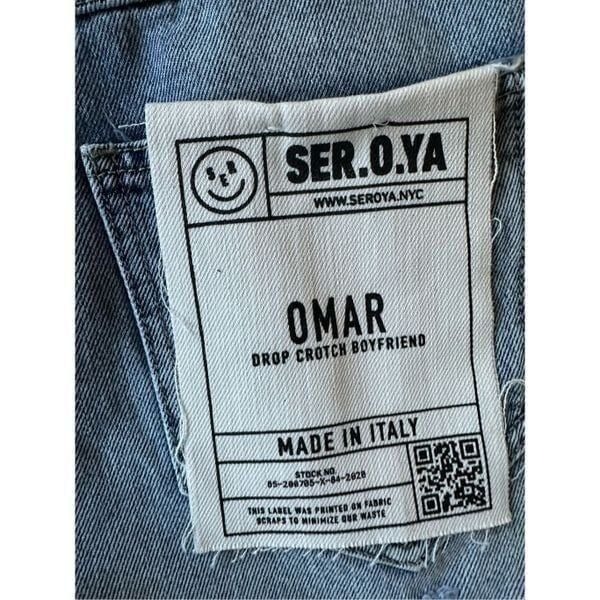 SER
SER.O.YA
WWW.SEROYA.NYC
OMAR
DROP CROTCH BOYFRIEND
MADE IN ITALY
STOCK NO.
THIS LABEL WAS PRINTED ON FABRIC
SCRAPS TO MINIMIZE OUR WASTE